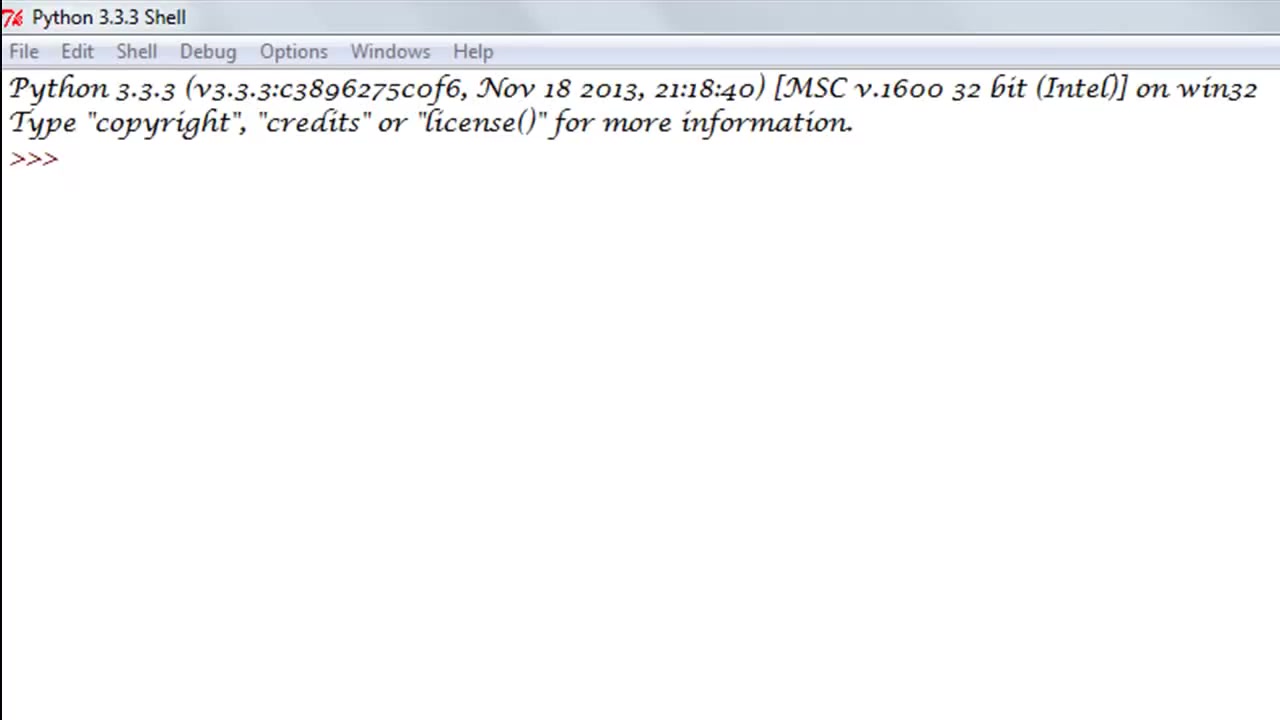 Python 3.3.3 Shell
File Edit Shell Debug Options Windows Help
Python 3.3.3 (v3.3.3:c3896275c0f6, Nov 18 2013, 21:18:40) [MSC v.1600 32 bit (Intel)] on win32
Type "copyright", "credits" or "license()" for more information.
>>>